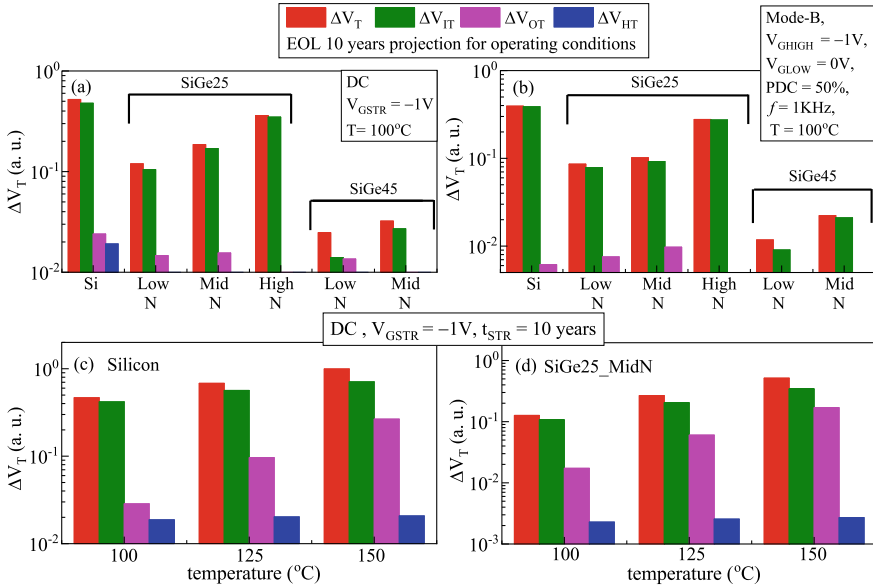 ΔV_T ΔV_IT ΔV_OT ΔV_HT
EOL 10 years projection for operating conditions
(a)
SiGe25
DC
V_GSTR = –1V
T= 100°C
SiGe45
ΔV_T (a. u.)
10^0
10^-1
10^-2
Si Low Mid High Low Mid
N N N N N
(b)
SiGe25
Mode-B,
V_GHIGH = –1V,
V_GLOW = 0V,
PDC = 50%,
f = 1KHz,
T = 100°C
SiGe45
ΔV_T (a. u.)
10^0
10^-1
10^-2
Si Low Mid High Low Mid
N N N N N
DC , V_GSTR = –1V, t_STR = 10 years
(c) Silicon
ΔV_T (a. u.)
10^0
10^-1
10^-2
100 125 150
temperature (°C)
(d) SiGe25_MidN
ΔV_T (a. u.)
10^0
10^-1
10^-2
10^-3
100 125 150
temperature (°C)